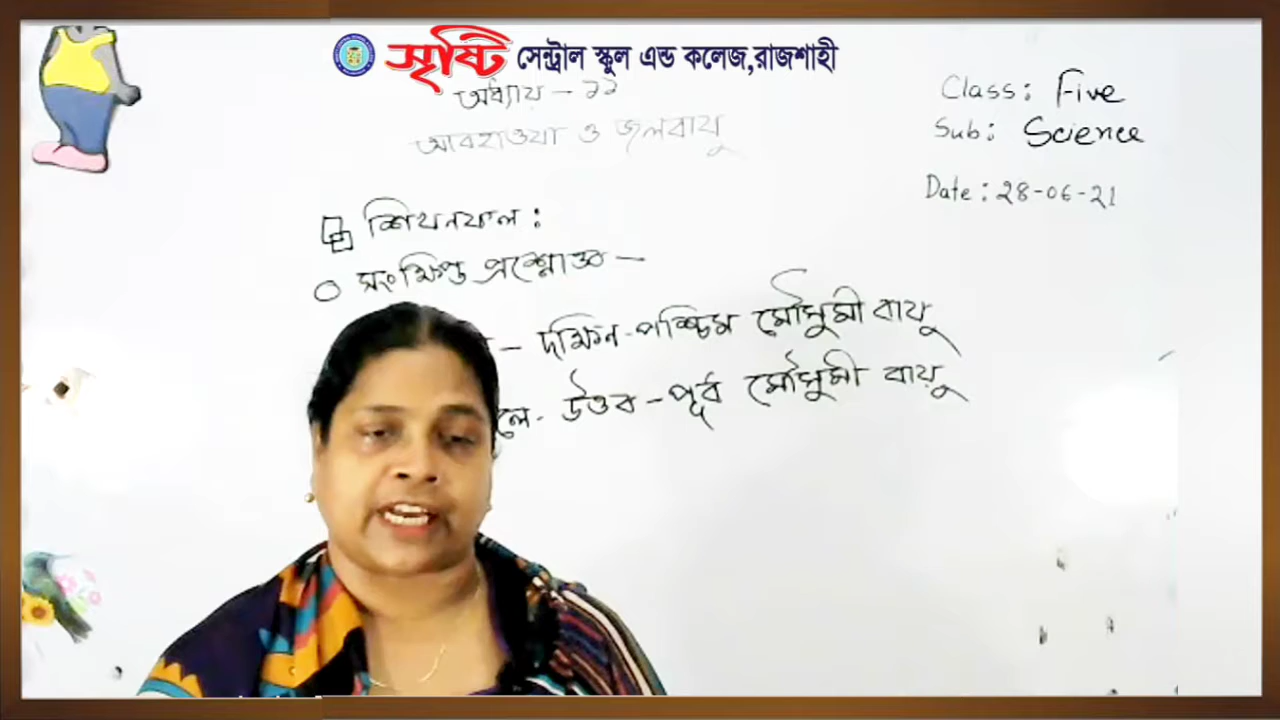 সৃষ্টি সেন্ট্রাল স্কুল এন্ড কলেজ,রাজশাহী
অধ্যায় - ১১
আবহাওয়া ও জলবায়ু
Class: Five
Sub: Science
Date: 28-06-21
শিখনফল:
সংক্ষিপ্ত প্রশ্নোত্তর -
- দক্ষিন-পশ্চিম মৌসুমী বায়ু
লে- উত্তর-পূর্ব মৌসুমী বায়ু